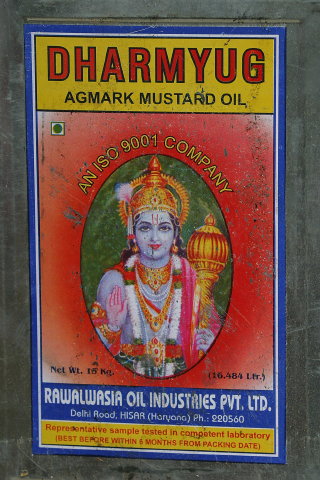 DHARMYUG
AGMARK MUSTARD OIL
AN ISO 9001 COMPANY
Net Wt. 15 Kg. (16.484 Ltr.)
RAWALWASIA OIL INDUSTRIES PVT. LTD.
Delhi Road, HISAR (Haryana) Ph.: 220560
Representative sample tested in competent laboratory
(BEST BEFORE WITHIN 6 MONTHS FROM PACKING DATE)